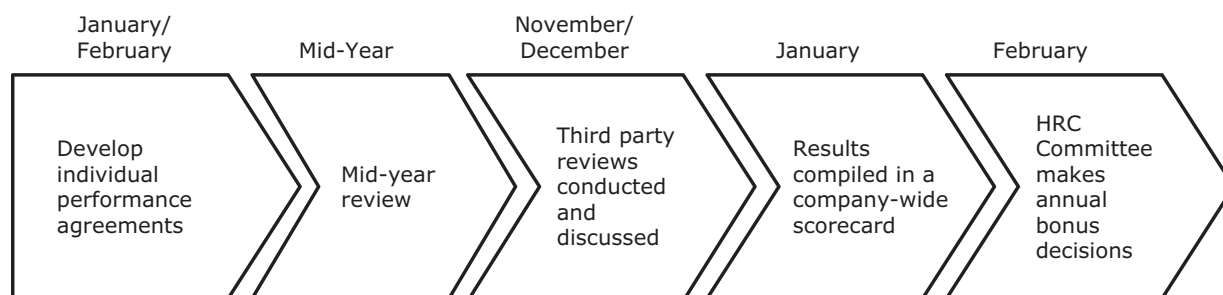 January/
February
Mid-Year
November/
December
January
February
Develop
individual
performance
agreements
Mid-year
review
Third party
reviews
conducted
and
discussed
Results
compiled in a
company-wide
scorecard
HRC
Committee
makes
annual
bonus
decisions